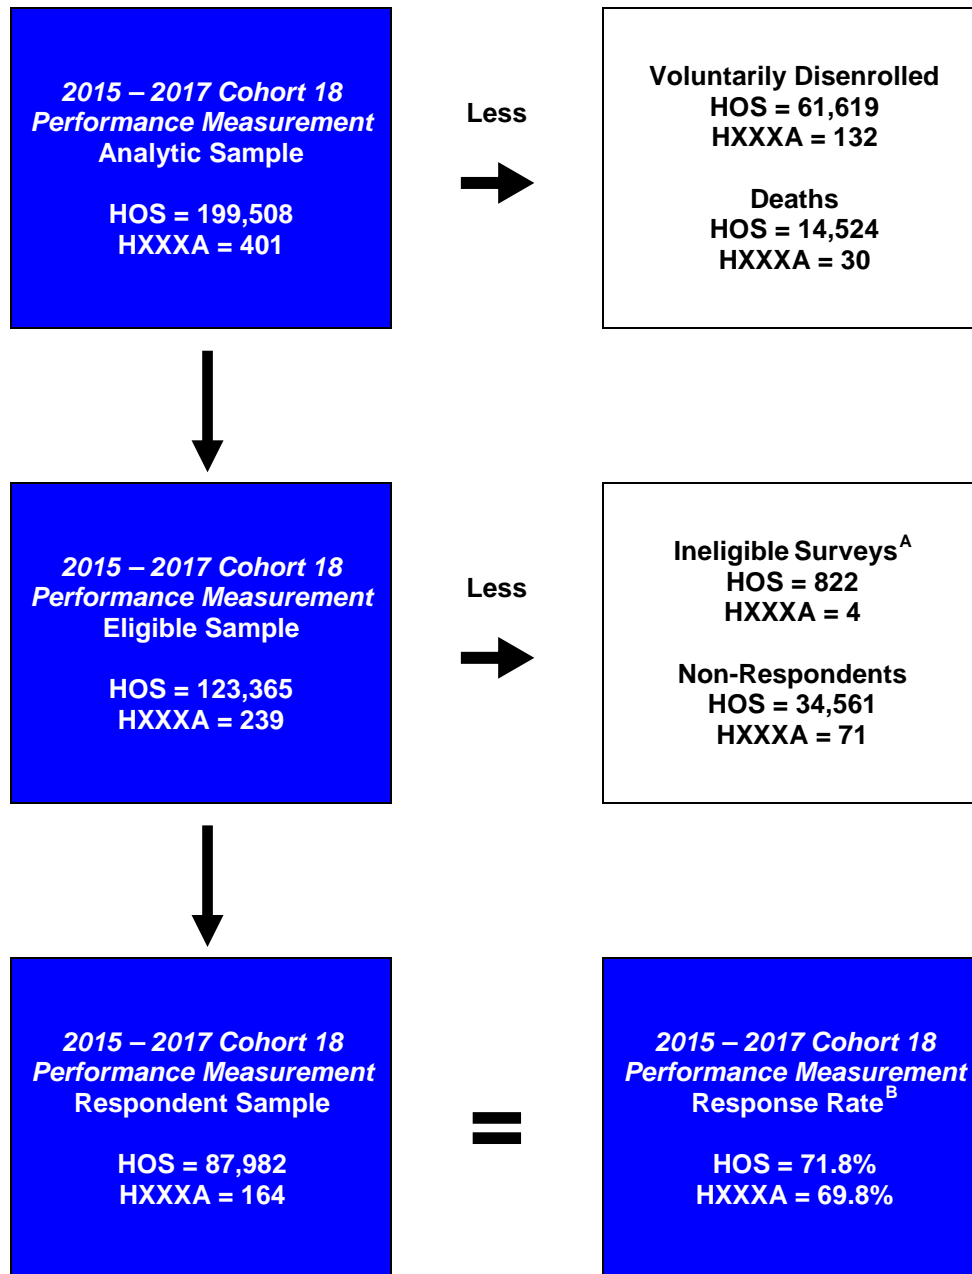 2015 – 2017 Cohort 18
Performance Measurement
Analytic Sample
HOS = 199,508
HXXXA = 401
Less
Voluntarily Disenrolled
HOS = 61,619
HXXXA = 132
Deaths
HOS = 14,524
HXXXA = 30
2015 – 2017 Cohort 18
Performance Measurement
Eligible Sample
HOS = 123,365
HXXXA = 239
Less
Ineligible Surveys^A
HOS = 822
HXXXA = 4
Non-Respondents
HOS = 34,561
HXXXA = 71
2015 – 2017 Cohort 18
Performance Measurement
Respondent Sample
HOS = 87,982
HXXXA = 164
=
2015 – 2017 Cohort 18
Performance Measurement
Response Rate^B
HOS = 71.8%
HXXXA = 69.8%